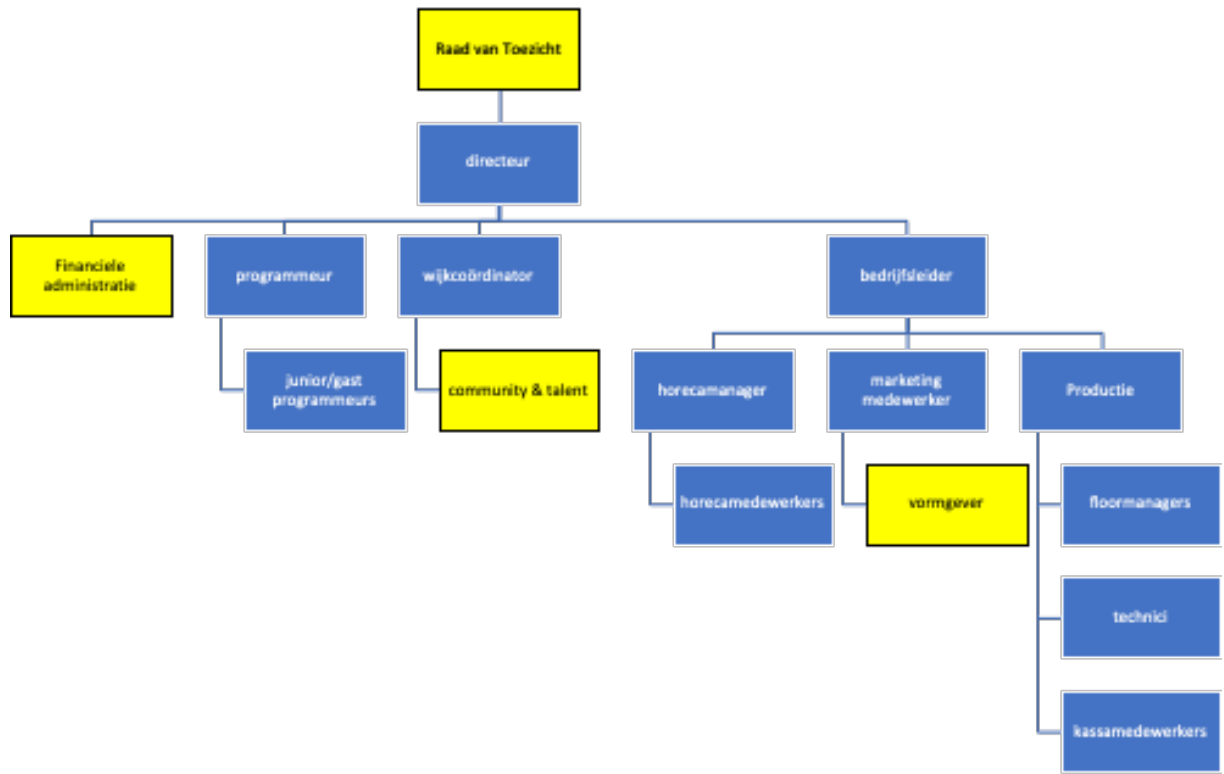 Raad van Toezicht
directeur
Financiele
administratie
programmeur
wijkcoördinator
bedrijfsleider
junior/gast
programmeurs
community & talent
horecamanager
marketing
medewerker
Productie
horecamedewerkers
vormgever
floormanagers
technici
kassamedewerkers